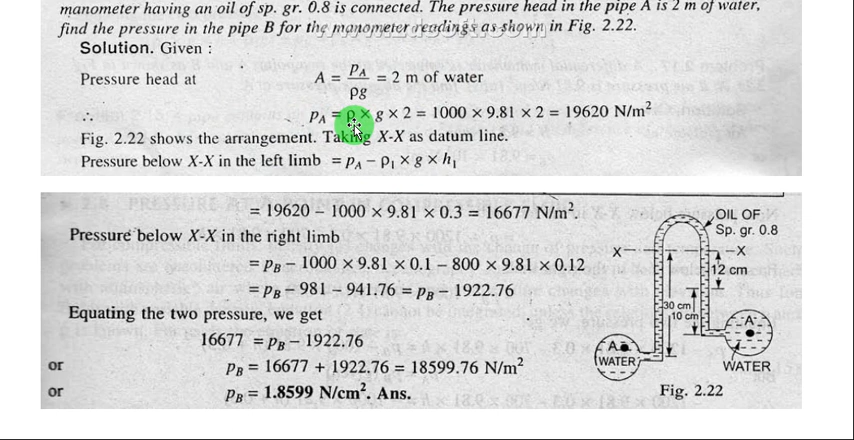 manometer having an oil of sp. gr. 0.8 is connected. The pressure head in the pipe A is 2 m of water,
find the pressure in the pipe B for the manometer readings as shown in Fig. 2.22.
Solution. Given :
Pressure head at A = pA/ρg = 2 m of water
∴ pA = ρ × g × 2 = 1000 × 9.81 × 2 = 19620 N/m²
Fig. 2.22 shows the arrangement. Taking X-X as datum line.
Pressure below X-X in the left limb = pA – ρ1 × g × h1
= 19620 – 1000 × 9.81 × 0.3 = 16677 N/m².
Pressure below X-X in the right limb
= pB – 1000 × 9.81 × 0.1 – 800 × 9.81 × 0.12
= pB – 981 – 941.76 = pB – 1922.76
Equating the two pressure, we get
16677 = pB – 1922.76
or pB = 16677 + 1922.76 = 18599.76 N/m²
or pB = 1.8599 N/cm². Ans.
OIL OF
Sp. gr. 0.8
X
X
12 cm
30 cm
10 cm
A
A
WATER
WATER
Fig. 2.22